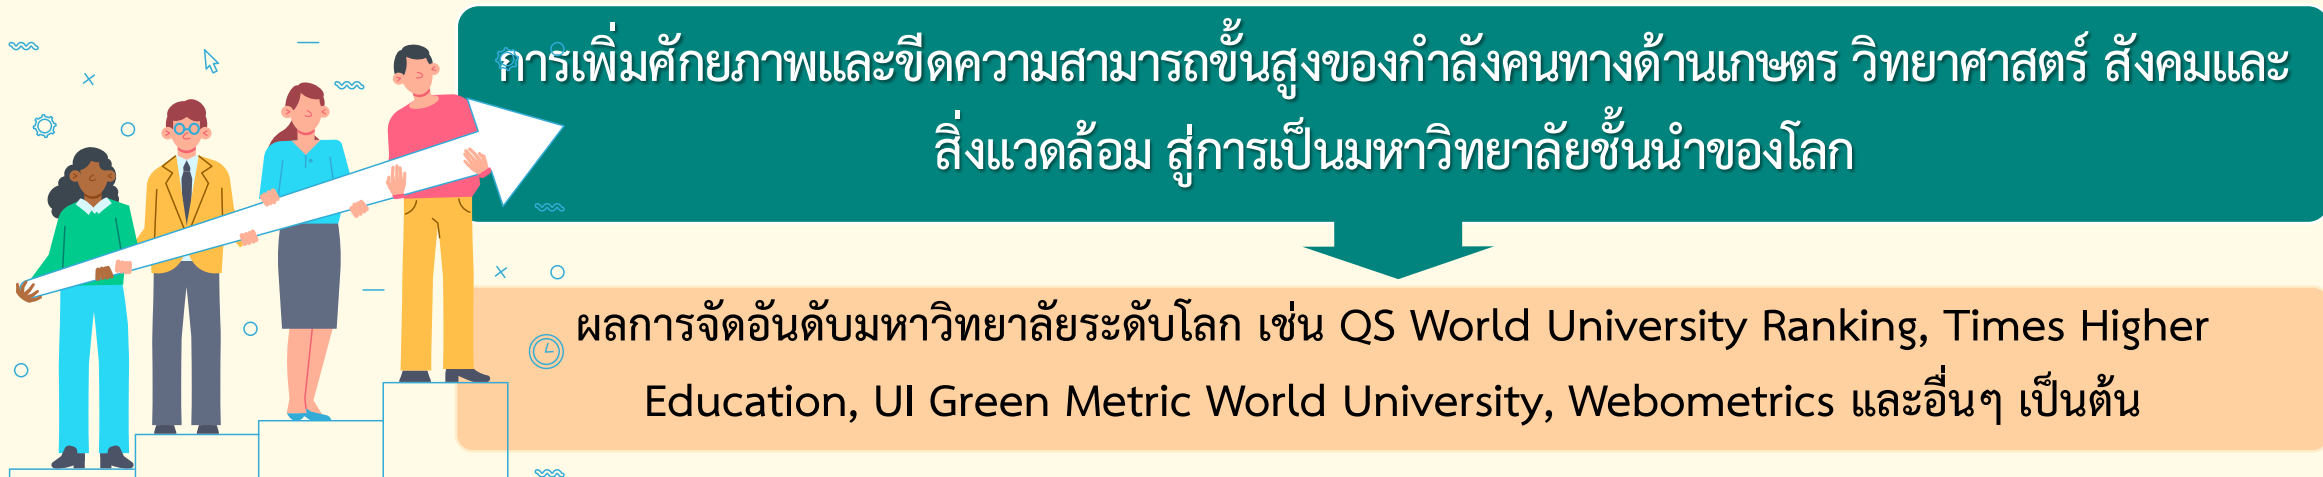 การเพิ่มศักยภาพและขีดความสามารถขั้นสูงของกำลังคนทางด้านเกษตร วิทยาศาสตร์ สังคมและ
สิ่งแวดล้อม สู่การเป็นมหาวิทยาลัยชั้นนำของโลก
ผลการจัดอันดับมหาวิทยาลัยระดับโลก เช่น QS World University Ranking, Times Higher
Education, UI Green Metric World University, Webometrics และอื่นๆ เป็นต้น